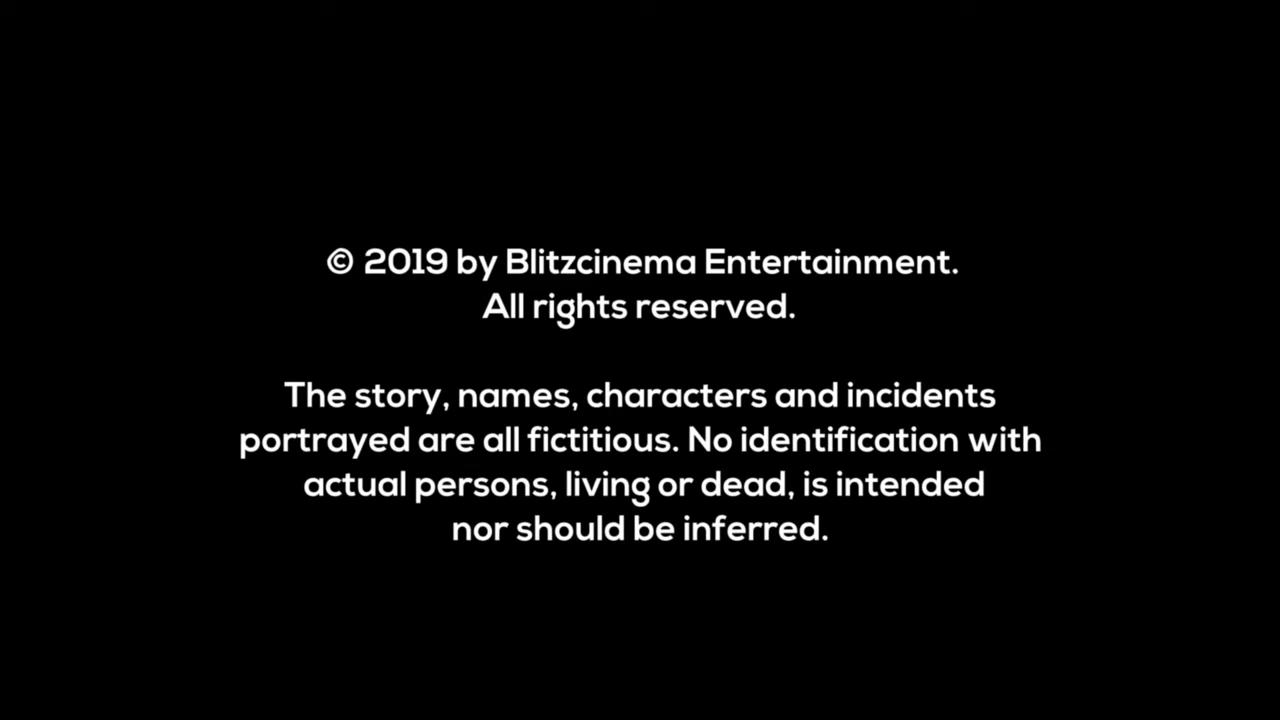 © 2019 by Blitzcinema Entertainment.
All rights reserved.
The story, names, characters and incidents
portrayed are all fictitious. No identification with
actual persons, living or dead, is intended
nor should be inferred.